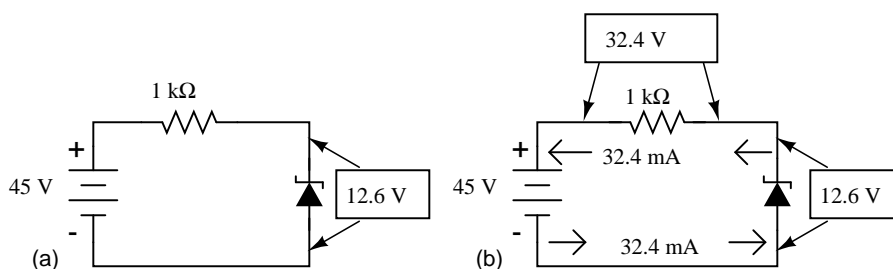 1 kΩ
+
45 V
-
12.6 V
(a)
32.4 V
1 kΩ
+
32.4 mA
45 V
12.6 V
-
32.4 mA
(b)